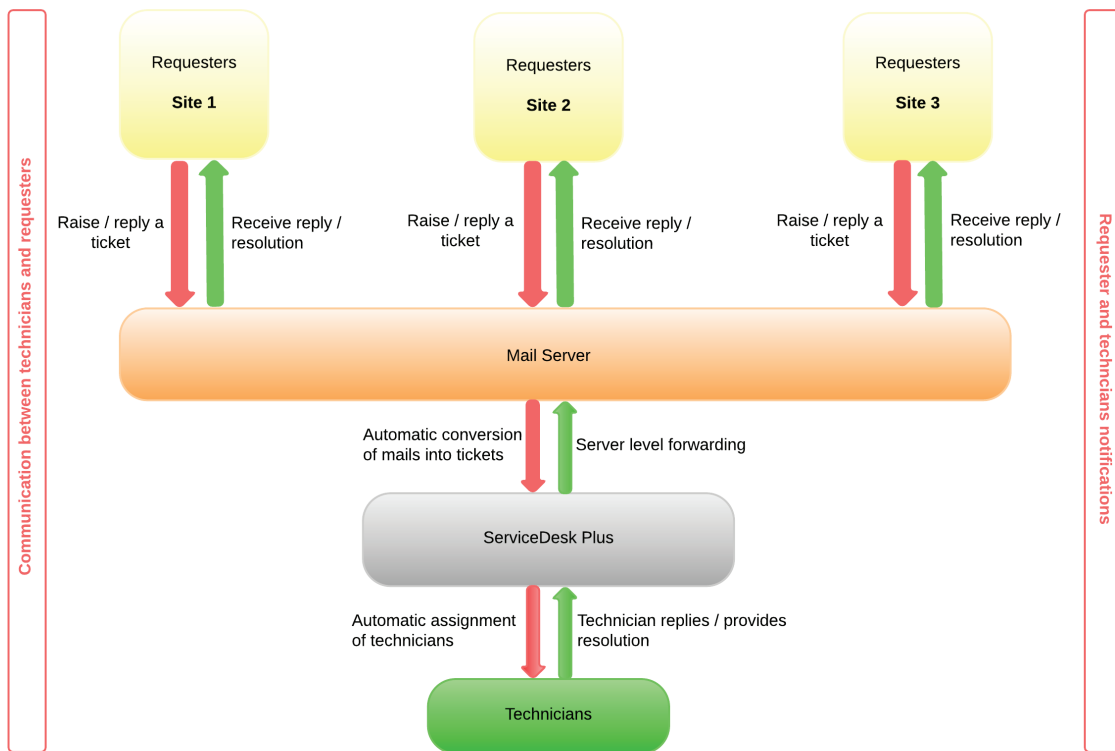 Communication between technicians and requesters
Requesters
Site 1
Requesters
Site 2
Requesters
Site 3
Raise / reply a
ticket
Receive reply /
resolution
Raise / reply a
ticket
Receive reply /
resolution
Raise / reply a
ticket
Receive reply /
resolution
Mail Server
Automatic conversion
of mails into tickets
Server level forwarding
ServiceDesk Plus
Automatic assignment
of technicians
Technician replies / provides
resolution
Technicians
Requester and techncians notifications